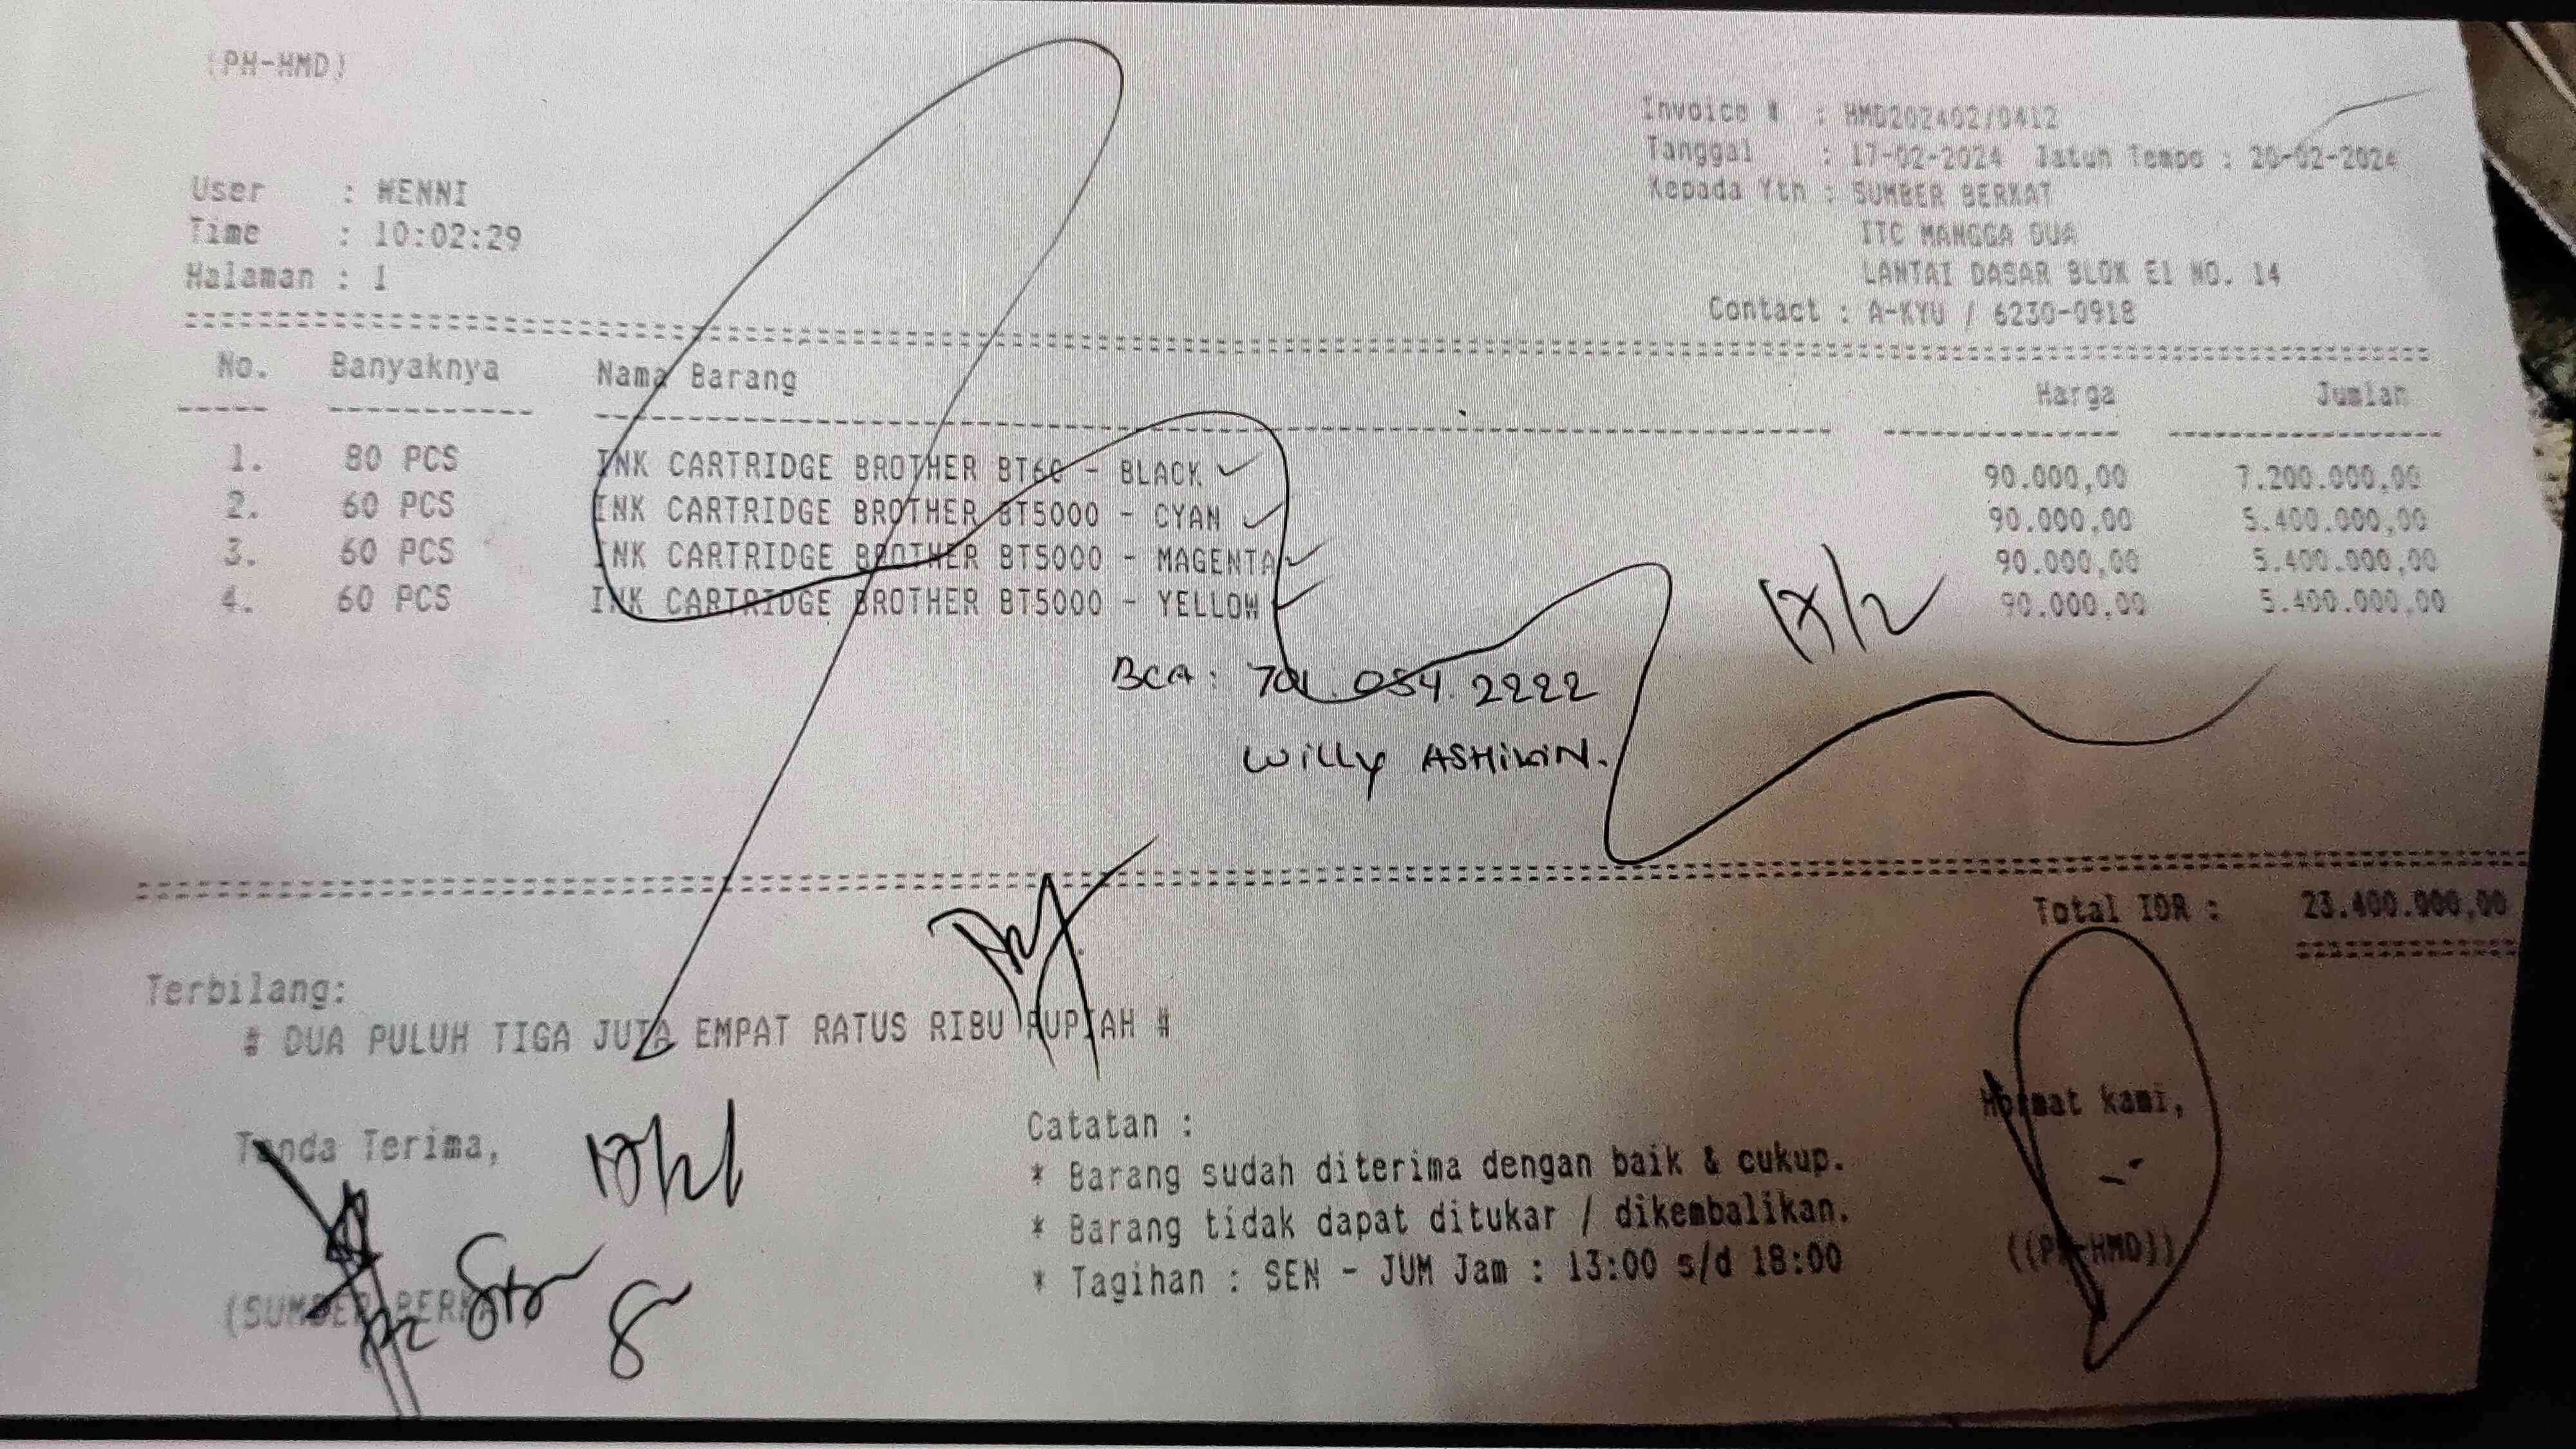 (PH-HMD)
Invoice # : HMD202402/0412
Tanggal : 17-02-2024 Jatuh Tempo : 20-02-2024
Kepada Yth : SUMBER BERKAT
ITC MANGGA DUA
LANTAI DASAR BLOK E1 NO. 14
Contact : A-KYU / 6230-0918
User : WENNI
Time : 10:02:29
Halaman : 1
No. Banyaknya Nama Barang Harga Jumlah
1. 80 PCS INK CARTRIDGE BROTHER BT60 - BLACK 90.000,00 7.200.000,00
2. 60 PCS INK CARTRIDGE BROTHER BT5000 - CYAN 90.000,00 5.400.000,00
3. 60 PCS INK CARTRIDGE BROTHER BT5000 - MAGENTA 90.000,00 5.400.000,00
4. 60 PCS INK CARTRIDGE BROTHER BT5000 - YELLOW 90.000,00 5.400.000,00
17/2
BCA: 701.054.2222
Willy ASHIKIN.
Total IDR : 23.400.000,00
Terbilang:
# DUA PULUH TIGA JUTA EMPAT RATUS RIBU RUPIAH #
Tanda Terima,
(SUMBER BERKAT)
Catatan :
* Barang sudah diterima dengan baik & cukup.
* Barang tidak dapat ditukar / dikembalikan.
* Tagihan : SEN - JUM Jam : 13:00 s/d 18:00
Hormat kami,
((PH-HMD))